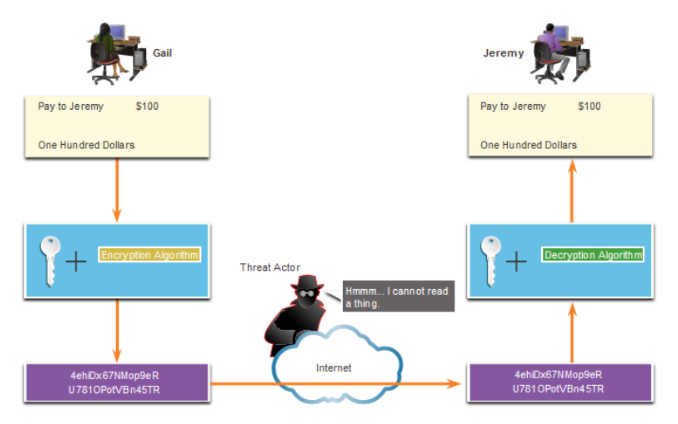 Gail
Jeremy
Pay to Jeremy $100
One Hundred Dollars
Pay to Jeremy $100
One Hundred Dollars
Encryption Algorithm
Decryption Algorithm
Threat Actor
Hmmm... I cannot read
a thing.
Internet
4ehiDx67NMop9eR
U781OPotVBn45TR
4ehiDx67NMop9eR
U781OPotVBn45TR